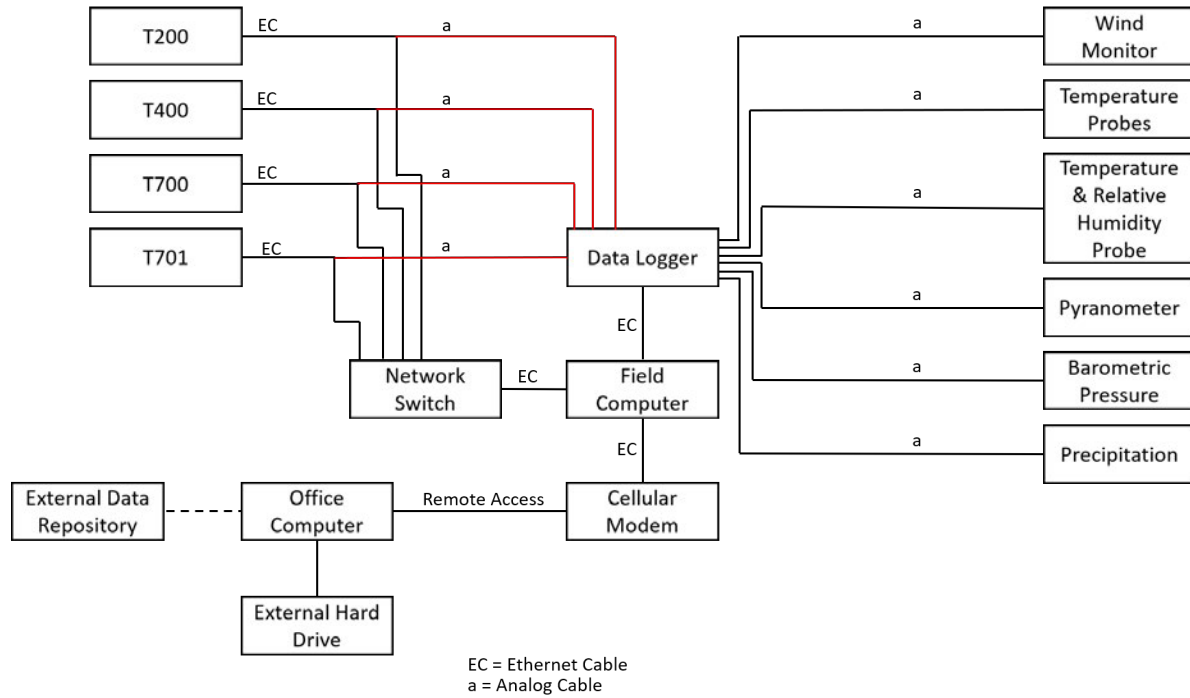 T200
EC
a
a
Wind
Monitor
T400
EC
a
a
Temperature
Probes
T700
EC
a
a
Temperature
& Relative
Humidity
Probe
T701
EC
a
Data Logger
a
Pyranometer
EC
a
Barometric
Pressure
Network
Switch
EC
Field
Computer
a
Precipitation
EC
External Data
Repository
Office
Computer
Remote Access
Cellular
Modem
External Hard
Drive
EC = Ethernet Cable
a = Analog Cable